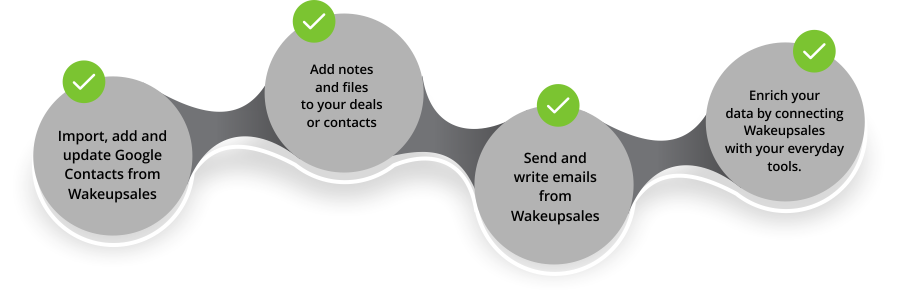 Import, add and
update Google
Contacts from
Wakeupsales
Add notes
and files
to your deals
or contacts
Send and
write emails
from
Wakeupsales
Enrich your
data by connecting
Wakeupsales
with your everyday
tools.